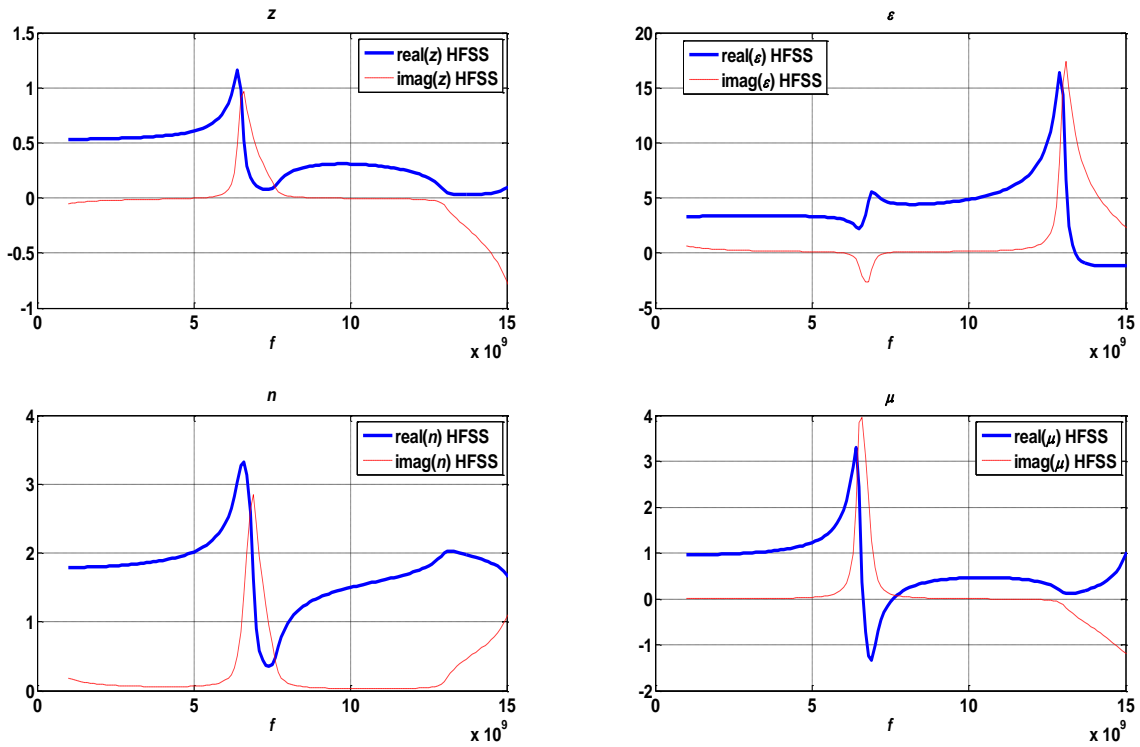 z
1.5
1
0.5
0
-0.5
-1
real(z) HFSS
imag(z) HFSS
0 5 10 15
f
x 10^9
ε
20
15
10
5
0
-5
real(ε) HFSS
imag(ε) HFSS
0 5 10 15
f
x 10^9
n
4
3
2
1
0
real(n) HFSS
imag(n) HFSS
0 5 10 15
f
x 10^9
μ
4
3
2
1
0
-1
-2
real(μ) HFSS
imag(μ) HFSS
0 5 10 15
f
x 10^9